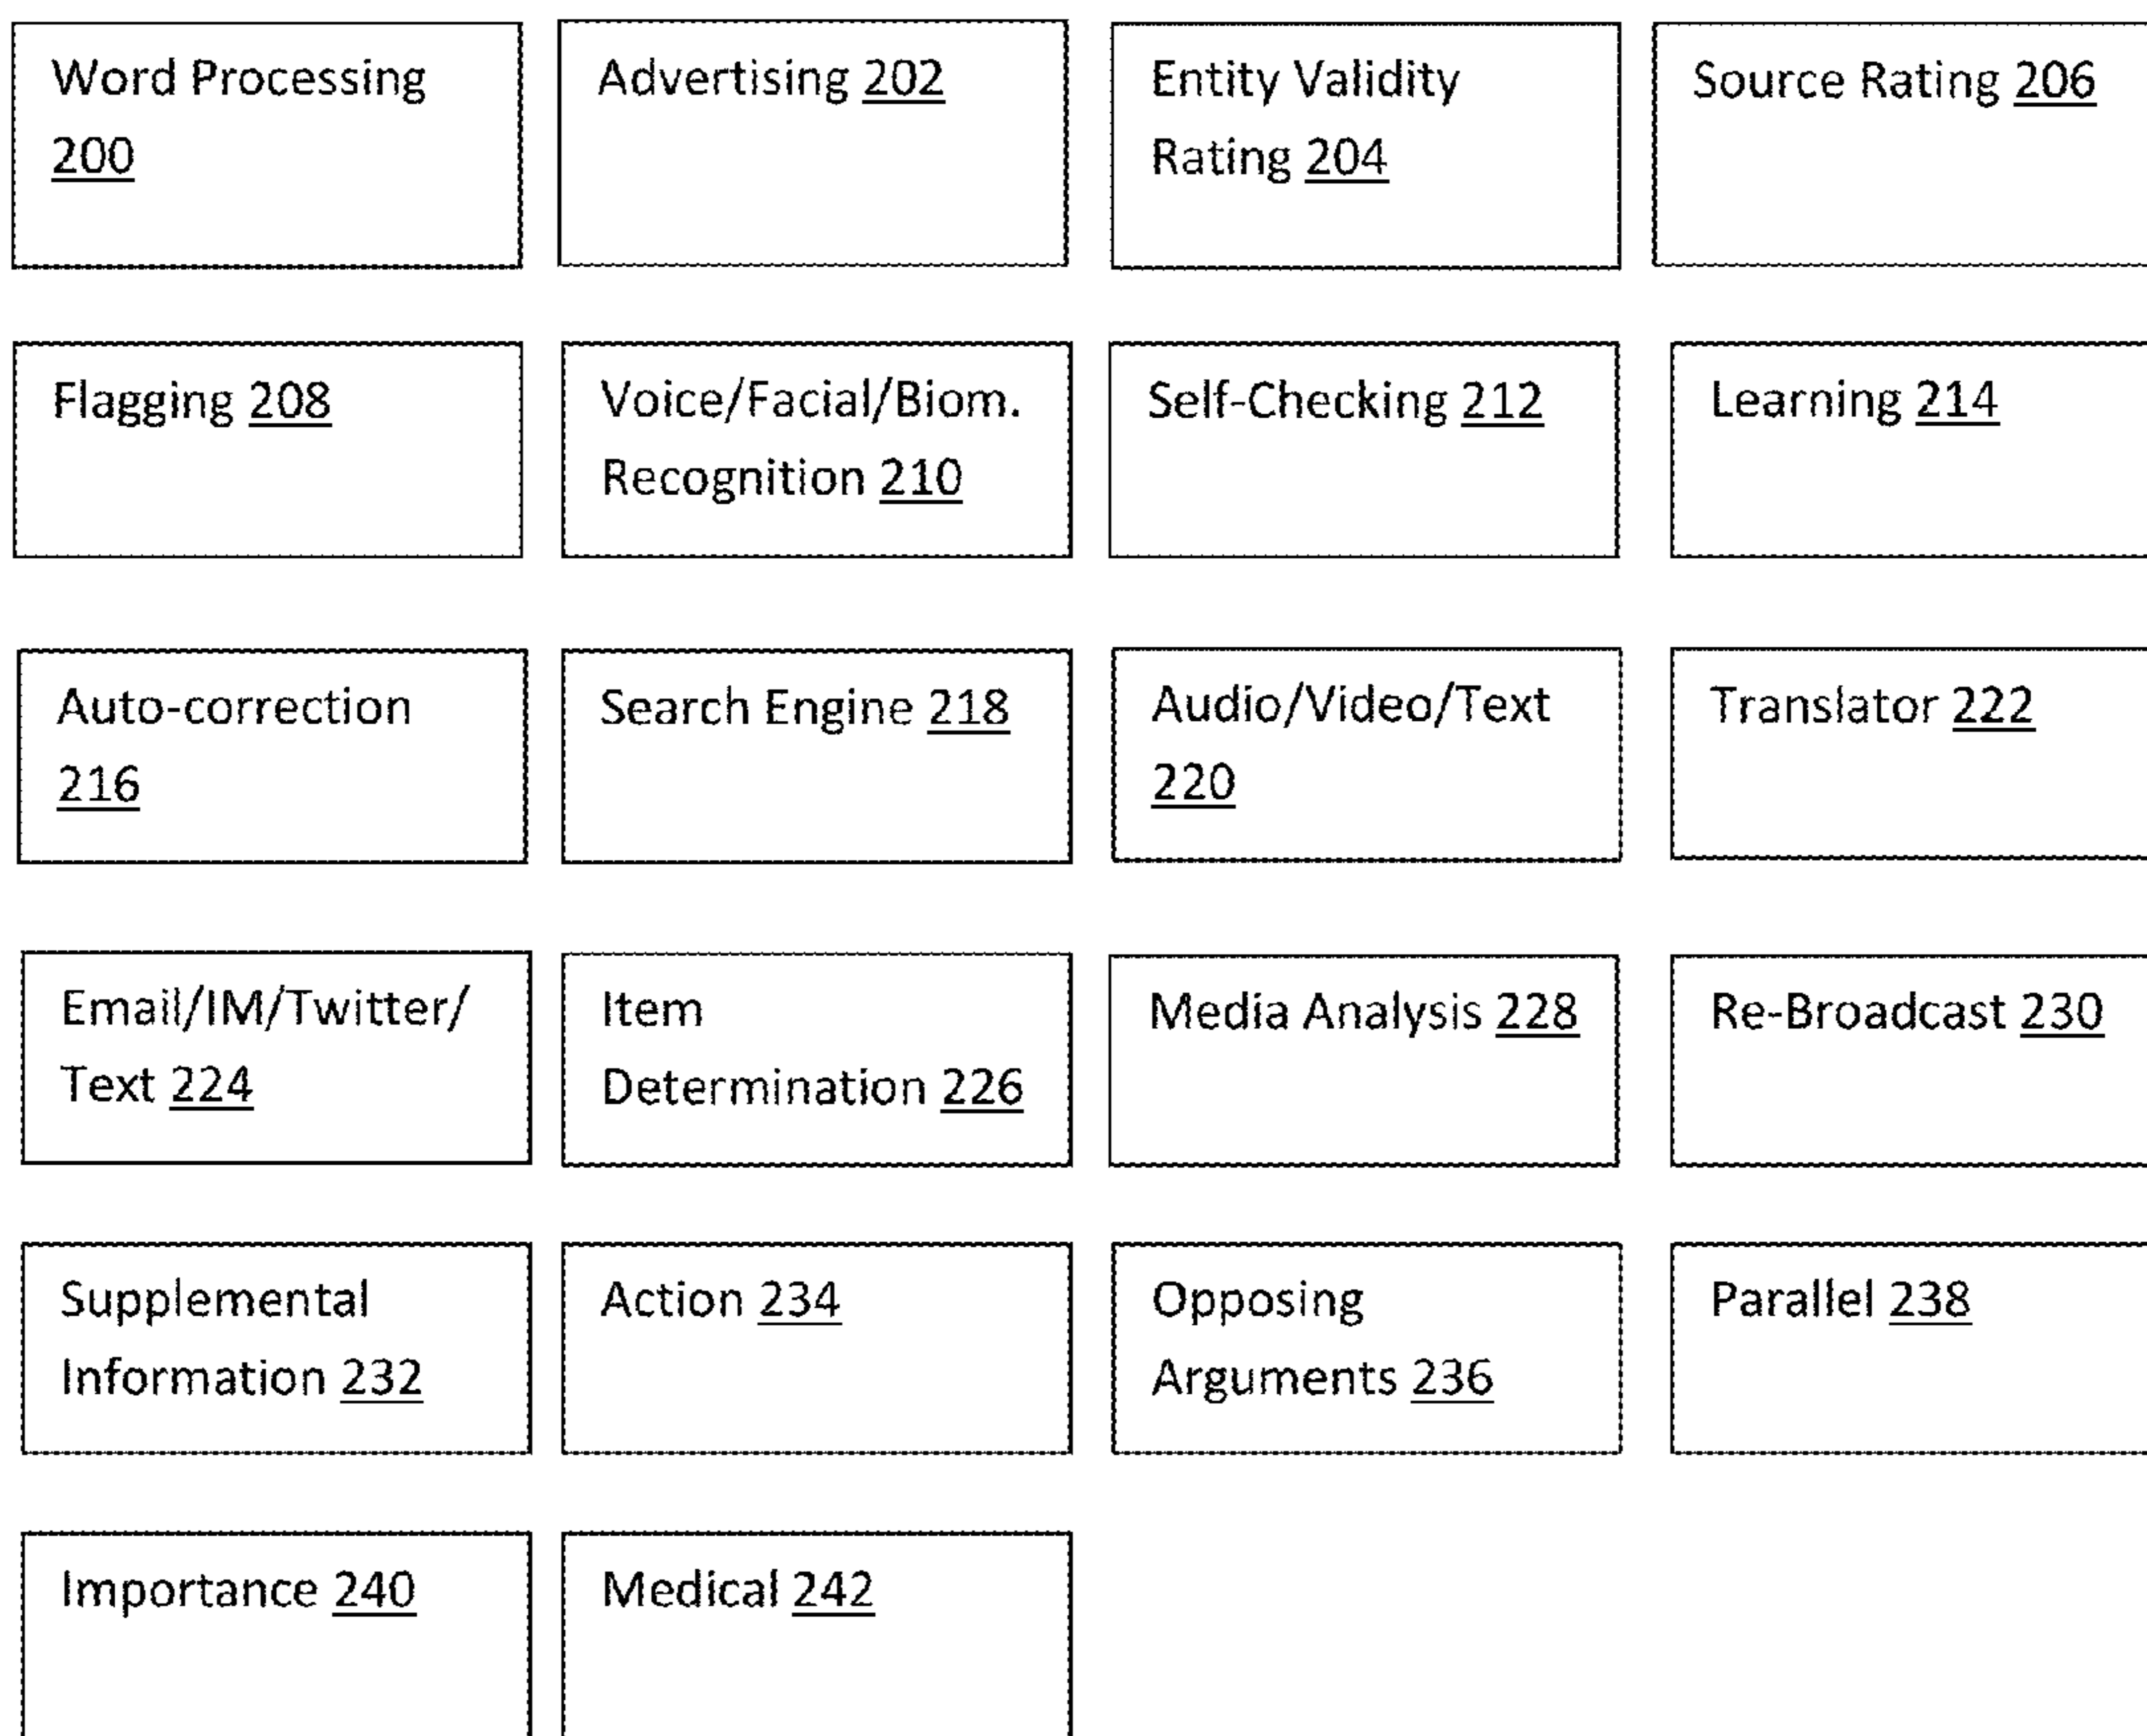 Word Processing
200
Advertising 202
Entity Validity
Rating 204
Source Rating 206
Flagging 208
Voice/Facial/Biom.
Recognition 210
Self-Checking 212
Learning 214
Auto-correction
216
Search Engine 218
Audio/Video/Text
220
Translator 222
Email/IM/Twitter/
Text 224
Item
Determination 226
Media Analysis 228
Re-Broadcast 230
Supplemental
Information 232
Action 234
Opposing
Arguments 236
Parallel 238
Importance 240
Medical 242